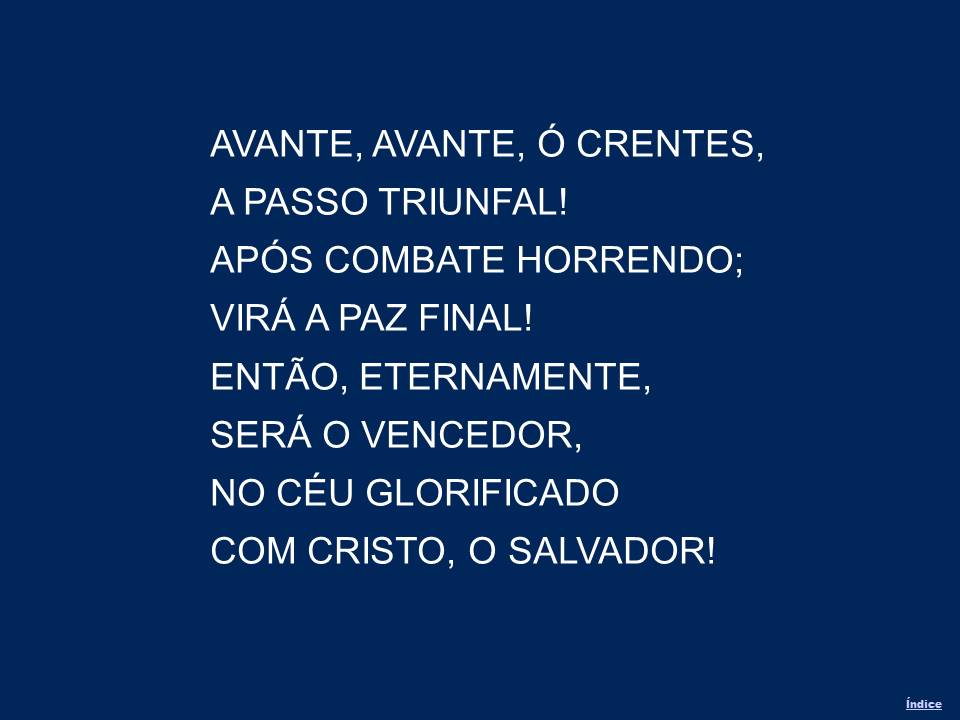 AVANTE, AVANTE, Ó CRENTES,
A PASSO TRIUNFAL!
APÓS COMBATE HORRENDO;
VIRÁ A PAZ FINAL!
ENTÃO, ETERNAMENTE,
SERÁ O VENCEDOR,
NO CÉU GLORIFICADO
COM CRISTO, O SALVADOR!
Índice